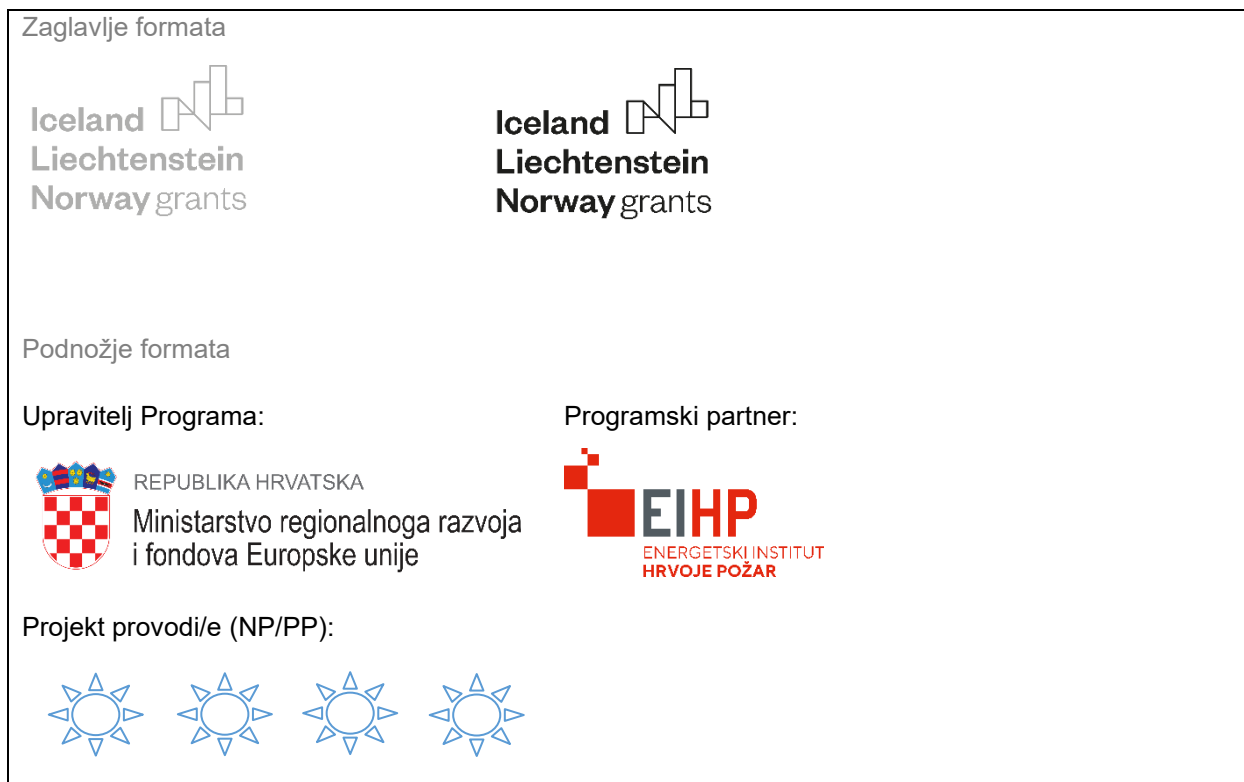 Zaglavlje formata
Iceland
Liechtenstein
Norway grants
Iceland
Liechtenstein
Norway grants
Podnožje formata
Upravitelj Programa:
Programski partner:
REPUBLIKA HRVATSKA
Ministarstvo regionalnoga razvoja
i fondova Europske unije
EIHP
ENERGETSKI INSTITUT
HRVOJE POŽAR
Projekt provodi/e (NP/PP):